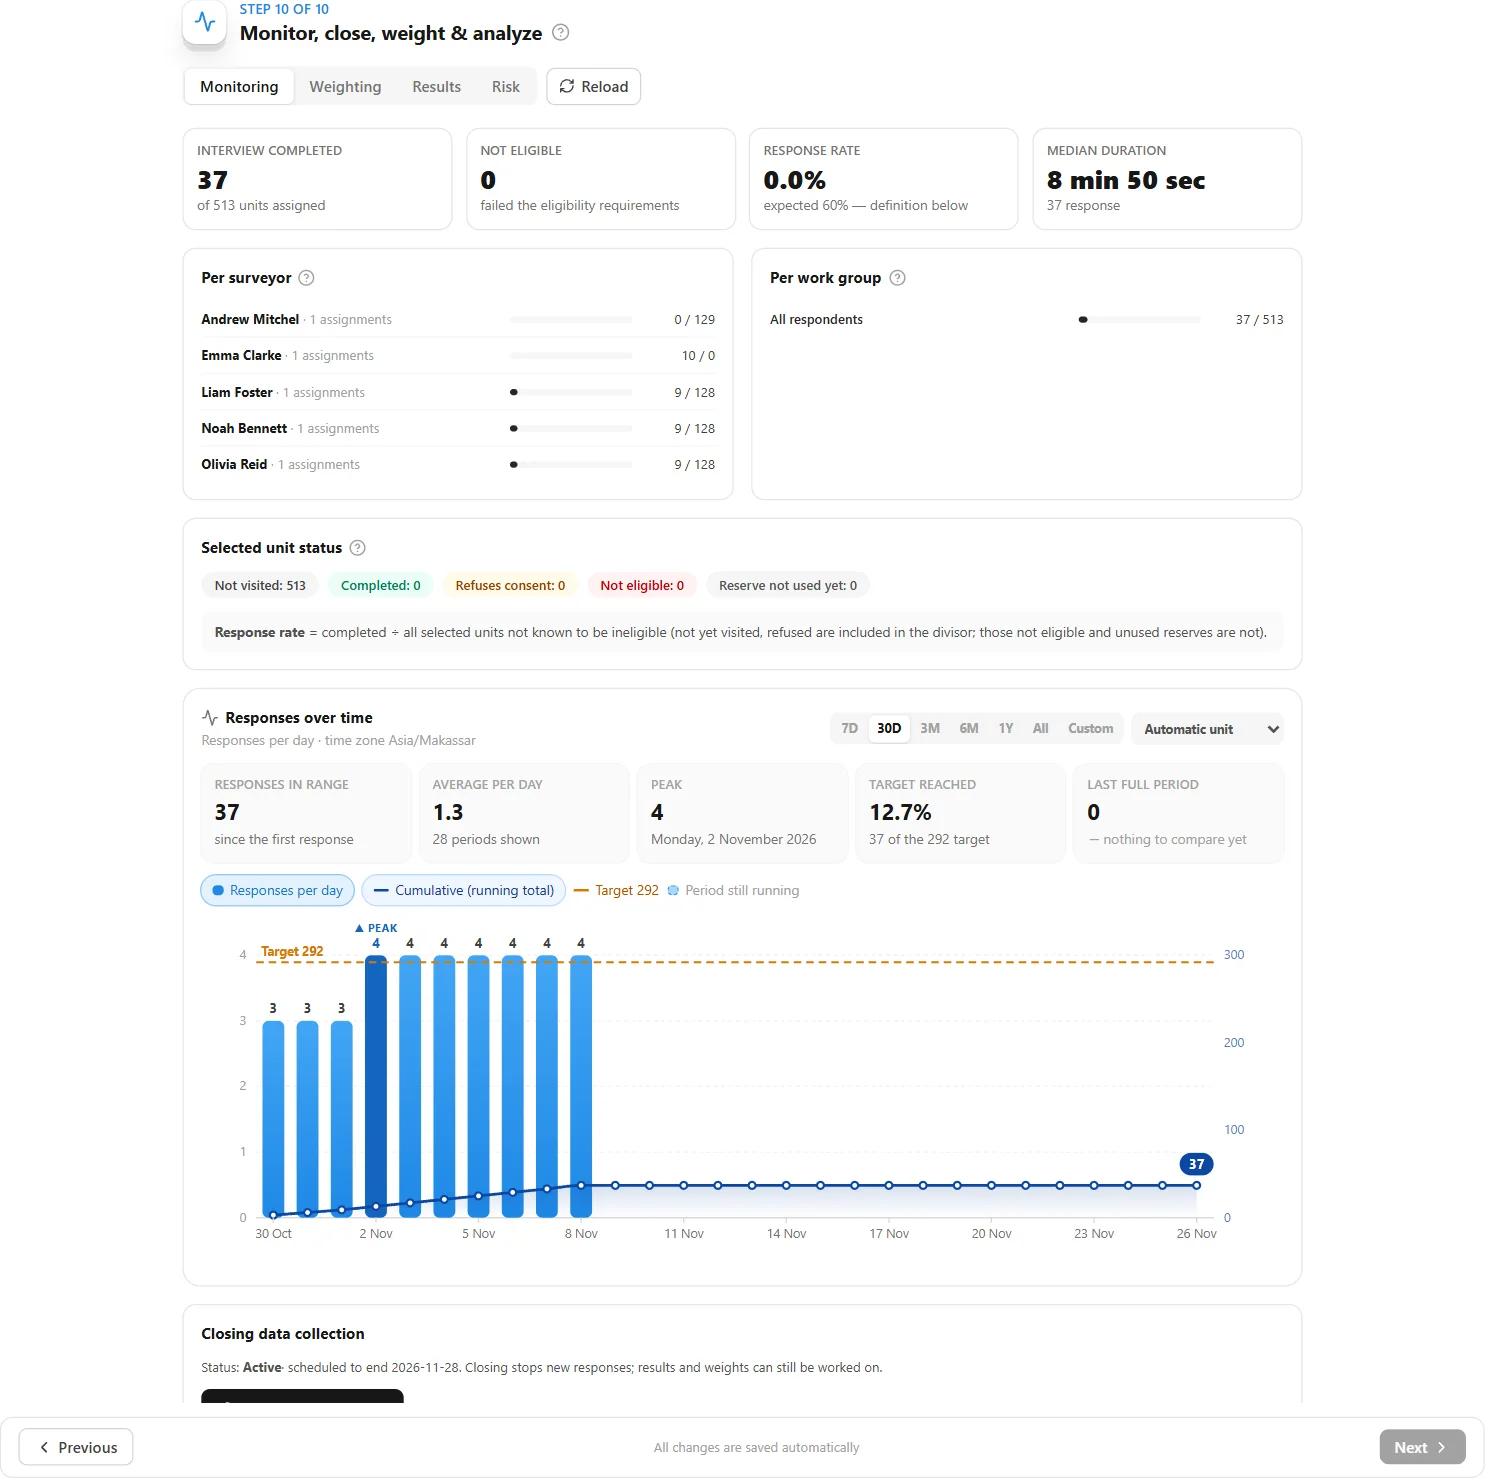 STEP 10 OF 10
Monitor, close, weight & analyze
Monitoring Weighting Results Risk Reload
INTERVIEW COMPLETED
37
of 513 units assigned
NOT ELIGIBLE
0
failed the eligibility requirements
RESPONSE RATE
0.0%
expected 60% — definition below
MEDIAN DURATION
8 min 50 sec
37 response
Per surveyor
Andrew Mitchel · 1 assignments 0 / 129
Emma Clarke · 1 assignments 10 / 0
Liam Foster · 1 assignments 9 / 128
Noah Bennett · 1 assignments 9 / 128
Olivia Reid · 1 assignments 9 / 128
Per work group
All respondents 37 / 513
Selected unit status
Not visited: 513 Completed: 0 Refuses consent: 0 Not eligible: 0 Reserve not used yet: 0
Response rate = completed ÷ all selected units not known to be ineligible (not yet visited, refused are included in the divisor; those not eligible and unused reserves are not).
Responses over time
Responses per day · time zone Asia/Makassar
7D 30D 3M 6M 1Y All Custom Automatic unit
RESPONSES IN RANGE
37
since the first response
AVERAGE PER DAY
1.3
28 periods shown
PEAK
4
Monday, 2 November 2026
TARGET REACHED
12.7%
37 of the 292 target
LAST FULL PERIOD
0
— nothing to compare yet
Responses per day Cumulative (running total) Target 292 Period still running
▲ PEAK
4 4 4 4 4 4 4
4 Target 292 300
3 3 3
3
200
2
100
1
37
0 0
30 Oct 2 Nov 5 Nov 8 Nov 11 Nov 14 Nov 17 Nov 20 Nov 23 Nov 26 Nov
Closing data collection
Status: Active· scheduled to end 2026-11-28. Closing stops new responses; results and weights can still be worked on.
Previous All changes are saved automatically Next